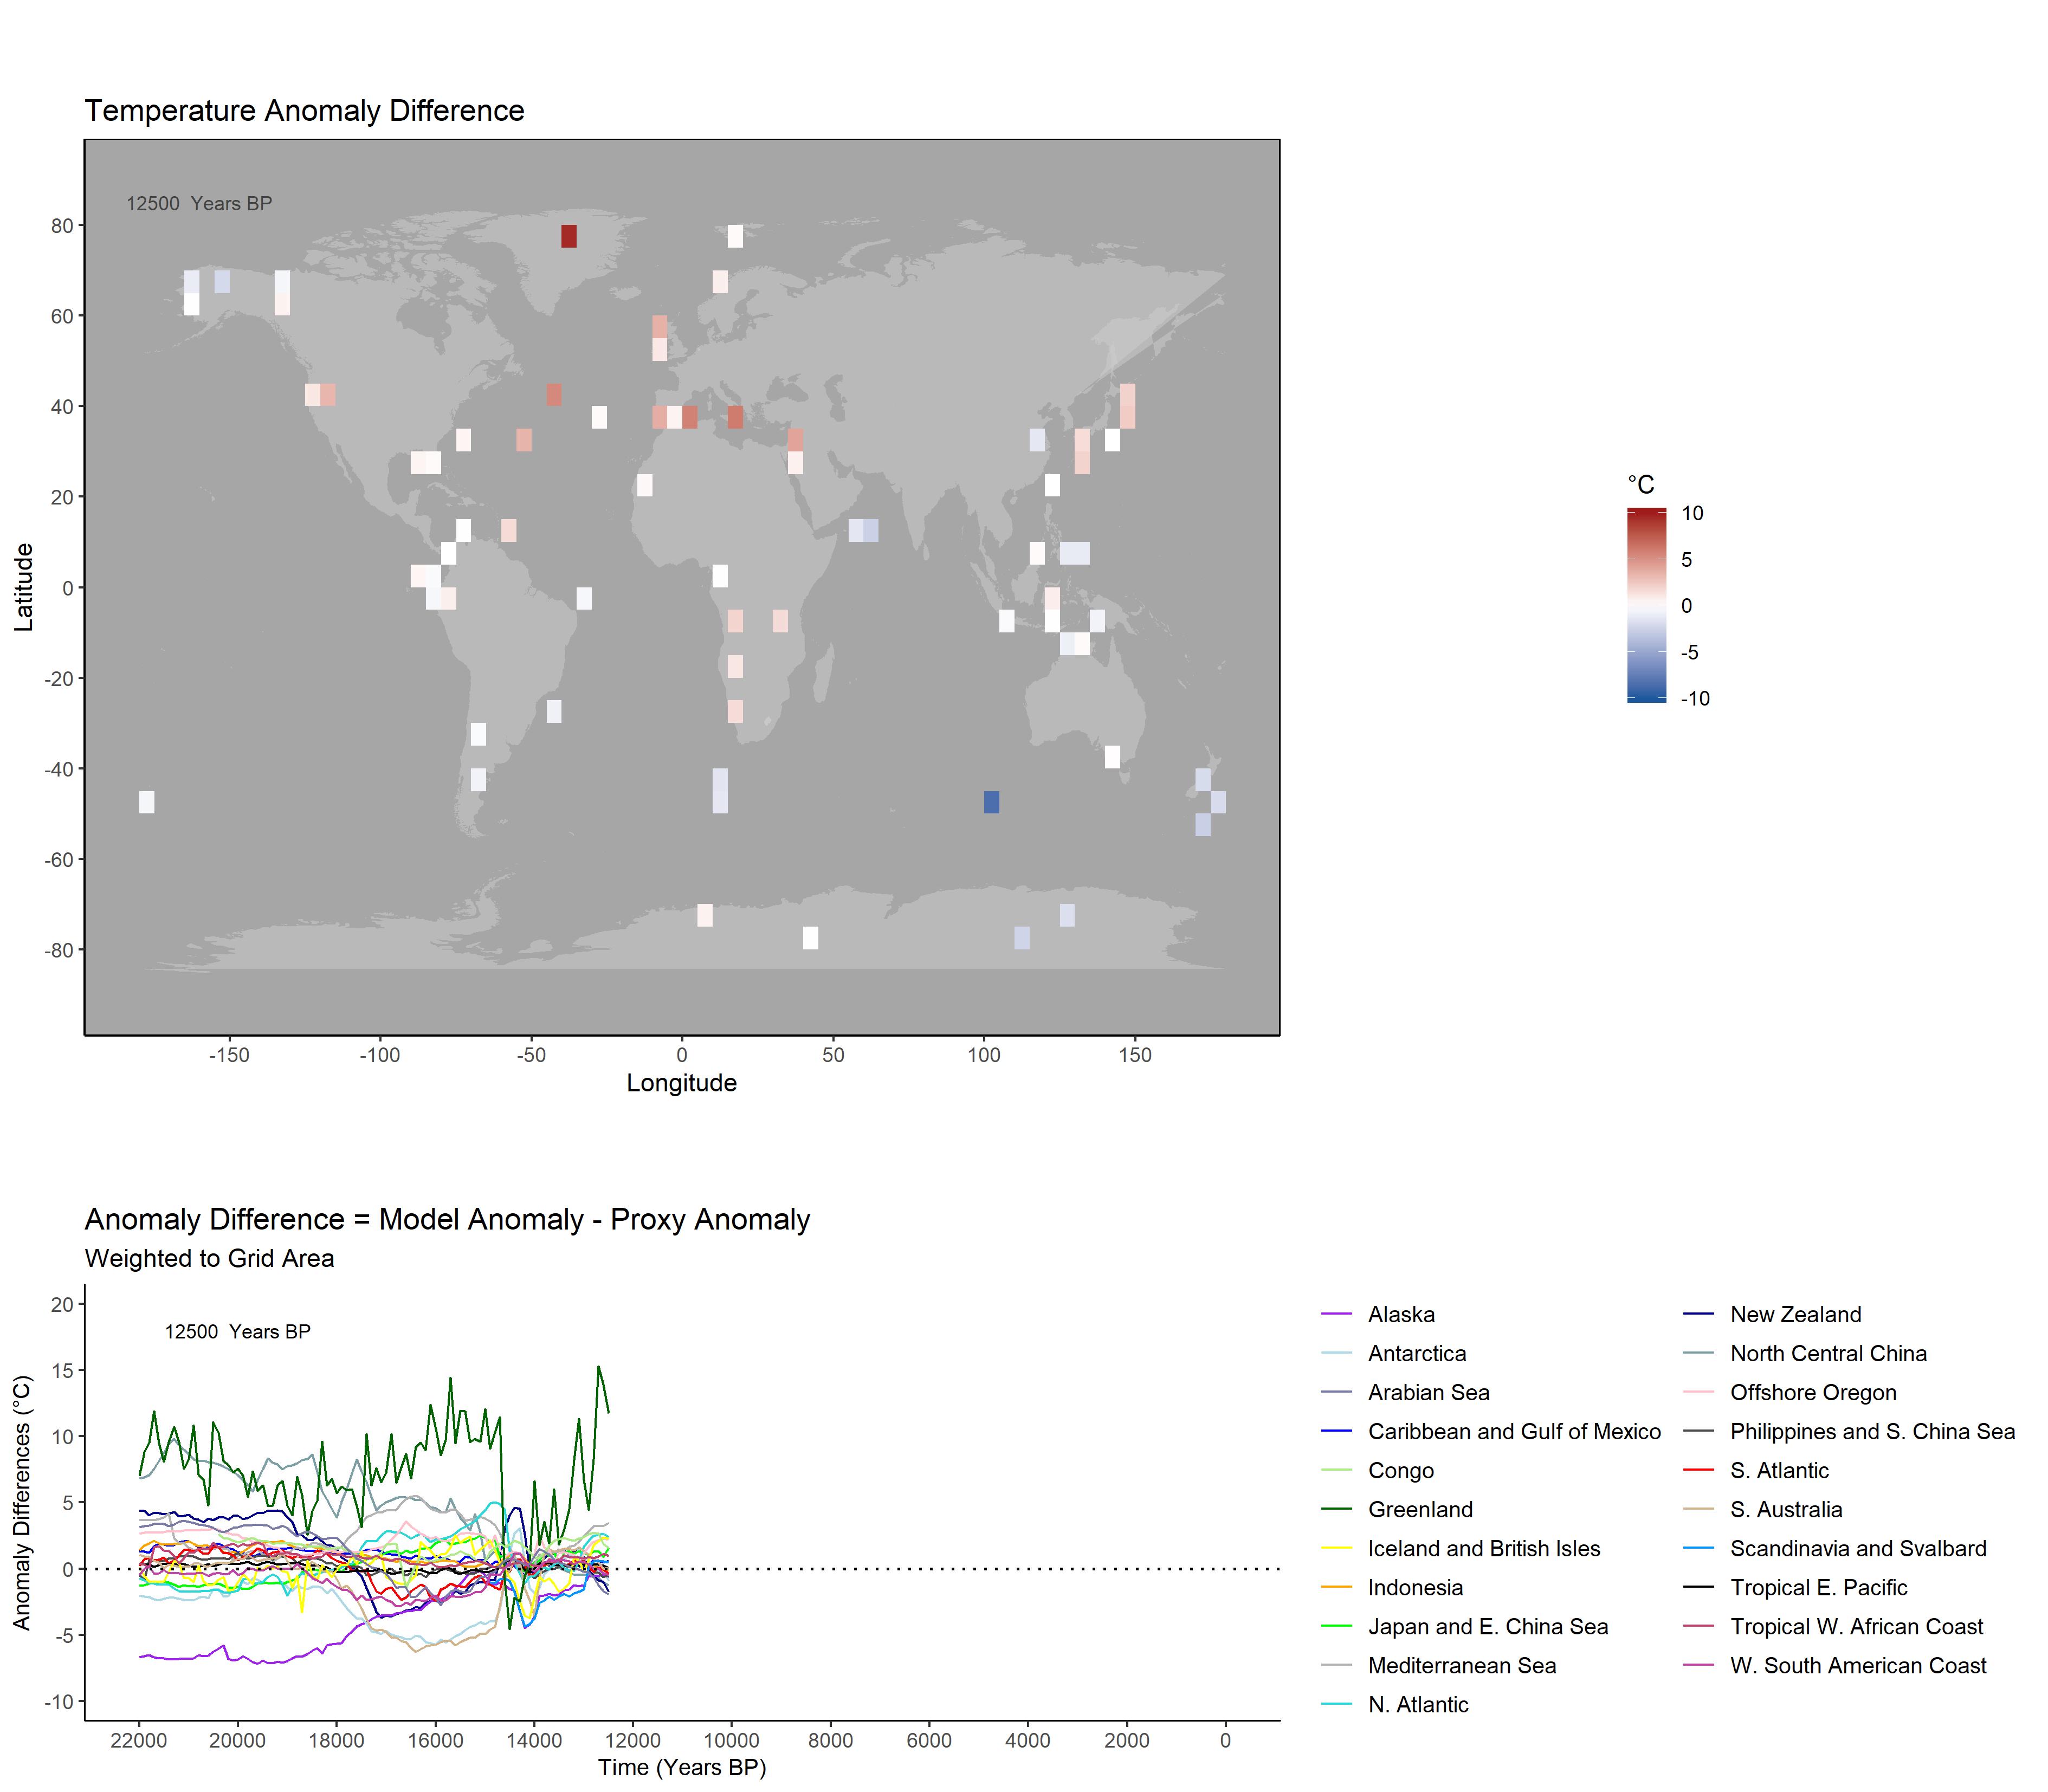 Temperature Anomaly Difference
12500 Years BP
80
60
40
20
0
-20
-40
-60
-80
Latitude
-150 -100 -50 0 50 100 150
Longitude
°C
10
5
0
-5
-10
Anomaly Difference = Model Anomaly - Proxy Anomaly
Weighted to Grid Area
12500 Years BP
20
15
10
5
0
-5
-10
Anomaly Differences (°C)
22000 20000 18000 16000 14000 12000 10000 8000 6000 4000 2000 0
Time (Years BP)
Alaska
Antarctica
Arabian Sea
Caribbean and Gulf of Mexico
Congo
Greenland
Iceland and British Isles
Indonesia
Japan and E. China Sea
Mediterranean Sea
N. Atlantic
New Zealand
North Central China
Offshore Oregon
Philippines and S. China Sea
S. Atlantic
S. Australia
Scandinavia and Svalbard
Tropical E. Pacific
Tropical W. African Coast
W. South American Coast